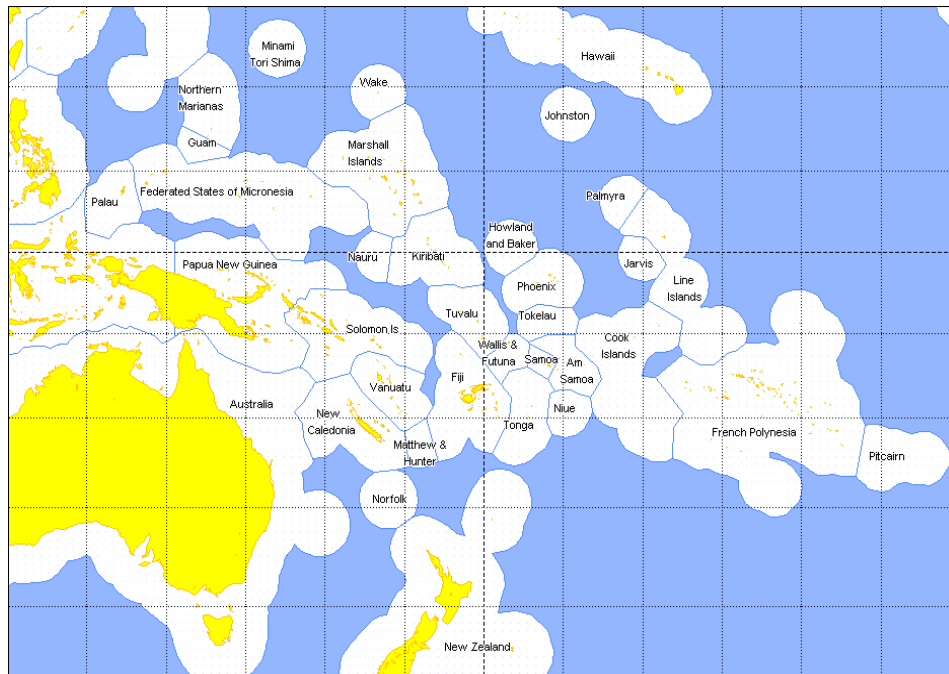 Minami
Tori Shima
Hawaii
Wake
Northern
Marianas
Johnston
Guam
Marshall
Islands
Federated States of Micronesia
Palau
Palmyra
Howland
and Baker
Nauru
Kiribati
Papua New Guinea
Jarvis
Phoenix
Line
Islands
Tuvalu
Tokelau
Solomon Is
Cook
Islands
Wallis &
Futuna
Samoa
Am
Samoa
Fiji
Vanuatu
Australia
New
Caledonia
Niue
Tonga
French Polynesia
Matthew &
Hunter
Pitcairn
Norfolk
New Zealand